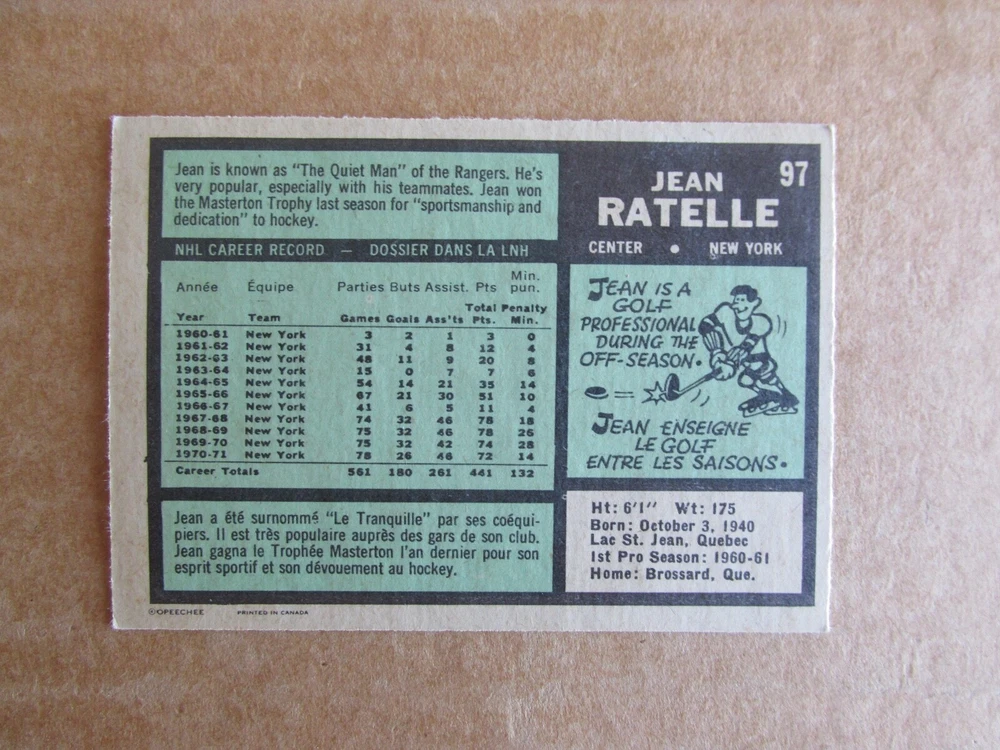 Jean is known as "The Quiet Man" of the Rangers. He's
very popular, especially with his teammates. Jean won
the Masterton Trophy last season for "sportsmanship and
dedication" to hockey.
97
JEAN
RATELLE
CENTER • NEW YORK
NHL CAREER RECORD — DOSSIER DANS LA LNH
Année Équipe Parties Buts Assist. Pts Min. pun.
Year Team Games Goals Ass'ts Total Pts. Penalty Min.
1960-61 New York 3 2 1 3 0
1961-62 New York 31 4 8 12 4
1962-63 New York 48 11 9 20 8
1963-64 New York 15 0 7 7 6
1964-65 New York 54 14 21 35 14
1965-66 New York 67 21 30 51 10
1966-67 New York 41 6 5 11 4
1967-68 New York 74 32 46 78 18
1968-69 New York 75 32 46 78 26
1969-70 New York 75 32 42 74 28
1970-71 New York 78 26 46 72 14
Career Totals 561 180 261 441 132
JEAN IS A
GOLF
PROFESSIONAL
DURING THE
OFF-SEASON.
JEAN ENSEIGNE
LE GOLF
ENTRE LES SAISONS.
Jean a été surnommé "Le Tranquille" par ses coéqui-
piers. Il est très populaire auprès des gars de son club.
Jean gagna le Trophée Masterton l'an dernier pour son
esprit sportif et son dévouement au hockey.
Ht: 6'1" Wt: 175
Born: October 3, 1940
Lac St. Jean, Quebec
1st Pro Season: 1960-61
Home: Brossard, Que.
©OPEECHEE PRINTED IN CANADA